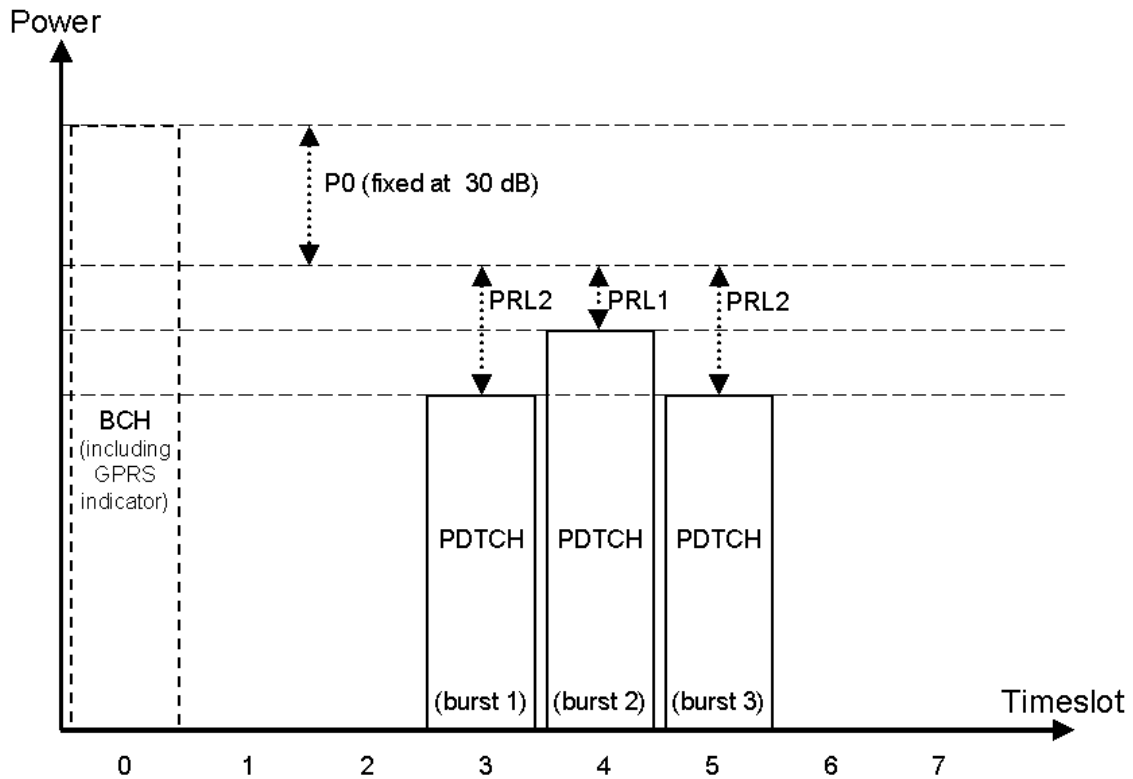 Power
P0 (fixed at 30 dB)
PRL2
PRL1
PRL2
BCH
(including
GPRS
indicator)
PDTCH
PDTCH
PDTCH
(burst 1)
(burst 2)
(burst 3)
Timeslot
0
1
2
3
4
5
6
7